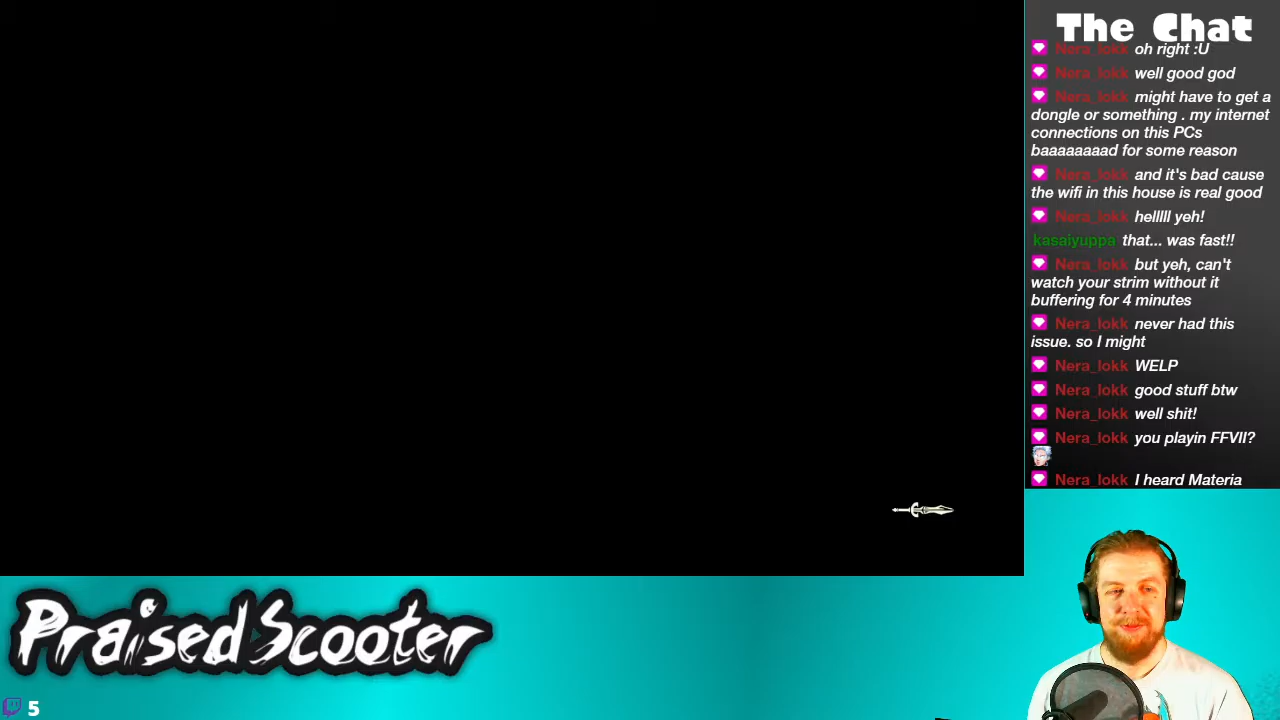 The Chat
Nera_lokk oh right :U
Nera_lokk well good god
Nera_lokk might have to get a
dongle or something . my internet
connections on this PCs
baaaaaaaad for some reason
Nera_lokk and it's bad cause
the wifi in this house is real good
Nera_lokk helllll yeh!
kasaiyuppa that... was fast!!
Nera_lokk but yeh, can't
watch your strim without it
buffering for 4 minutes
Nera_lokk never had this
issue. so I might
Nera_lokk WELP
Nera_lokk good stuff btw
Nera_lokk well shit!
Nera_lokk you playin FFVII?
Nera_lokk I heard Materia
PraisedScooter
5